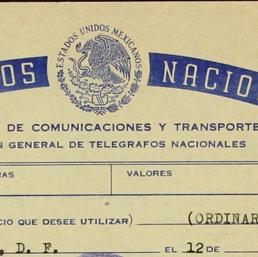 ESTADOS UNIDOS MEXICANOS
OS NACIO
DE COMUNICACIONES Y TRANSPORTE
N GENERAL DE TELEGRAFOS NACIONALES
RAS VALORES
CIO QUE DESEE UTILIZAR) (ORDINAR
. D. F. EL 12 DE